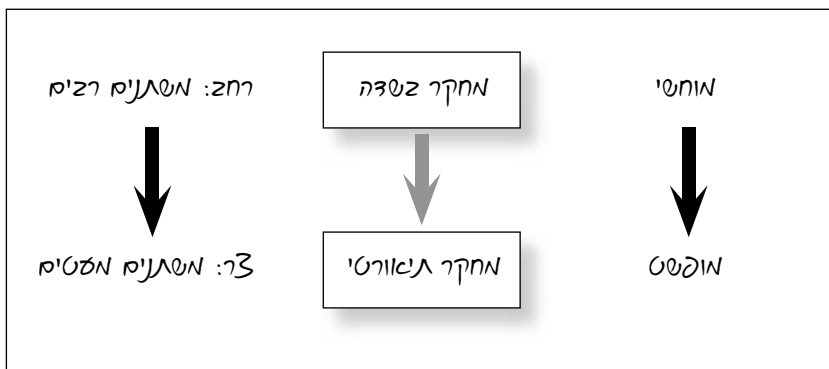 מוחשי
מחקר בשדה
רחב: משתנים רבים
מופשט
מחקר תיאורטי
צר: משתנים מעטים